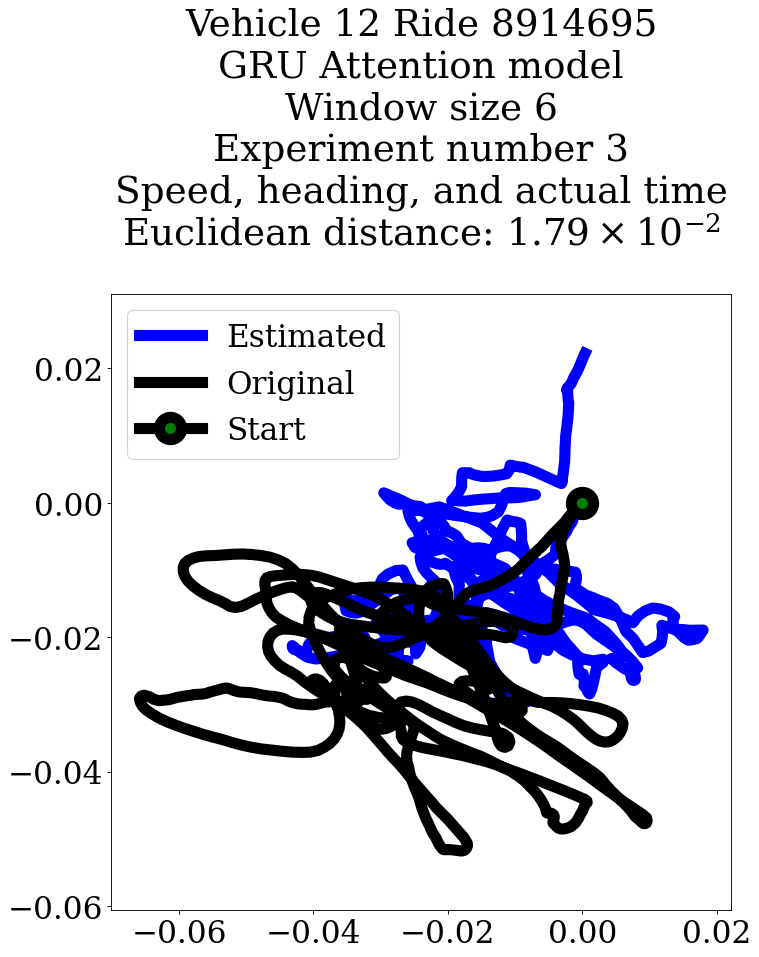 Vehicle 12 Ride 8914695
GRU Attention model
Window size 6
Experiment number 3
Speed, heading, and actual time
Euclidean distance: 1.79 × 10⁻²
Estimated
Original
Start
0.02
0.00
−0.02
−0.04
−0.06
−0.06 −0.04 −0.02 0.00 0.02